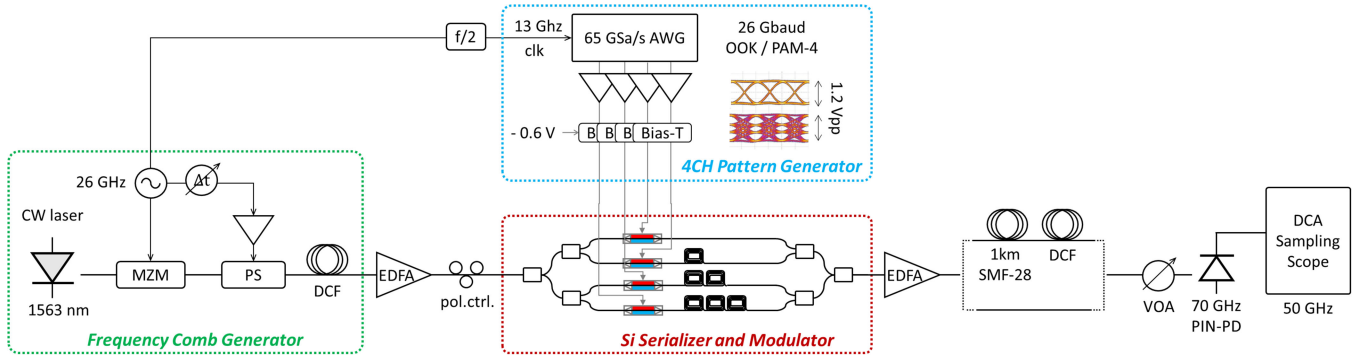 f/2
13 Ghz
clk
65 GSa/s AWG
26 Gbaud
OOK / PAM-4
1.2 Vpp
- 0.6 V
B
B
B
Bias-T
4CH Pattern Generator
26 GHz
Δt
CW laser
1563 nm
MZM
PS
DCF
Frequency Comb Generator
EDFA
pol.ctrl.
Si Serializer and Modulator
EDFA
1km
SMF-28
DCF
VOA
70 GHz
PIN-PD
DCA
Sampling
Scope
50 GHz